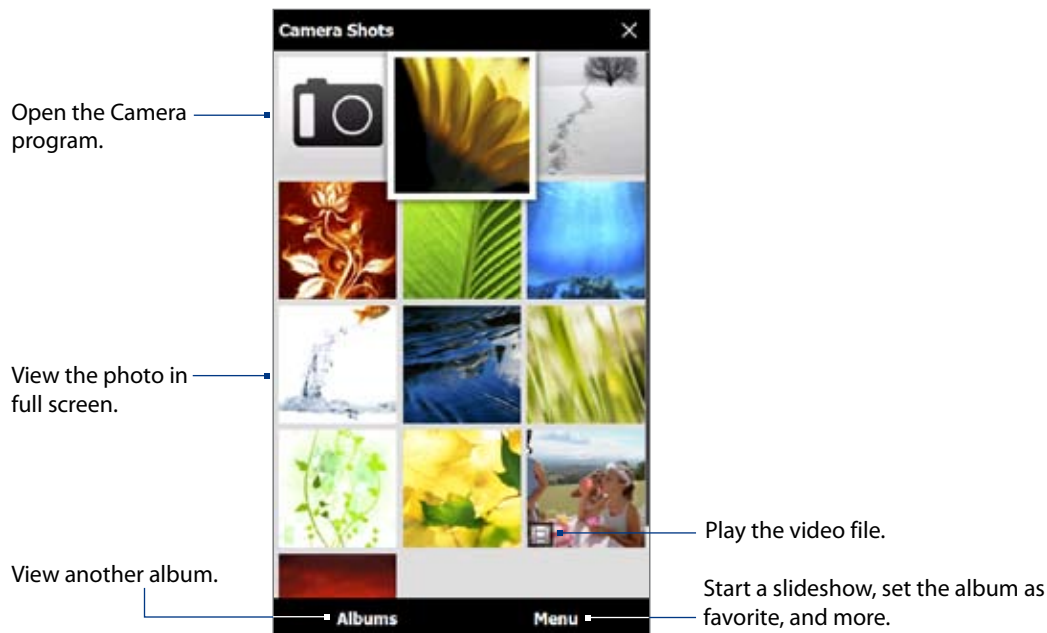 Camera Shots
Open the Camera
program.
View the photo in
full screen.
Play the video file.
View another album.
Start a slideshow, set the album as
favorite, and more.
Albums
Menu